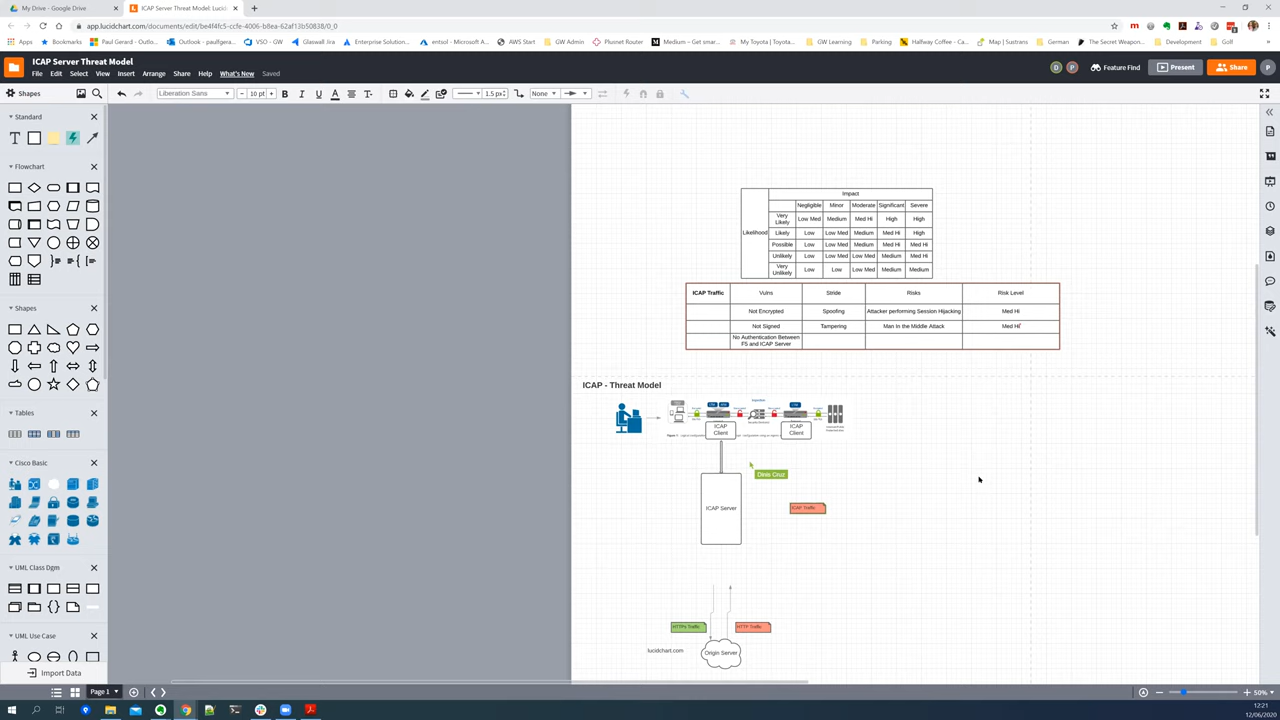 My Drive - Google Drive
ICAP Server Threat Model: Lucid
app.lucidchart.com/documents/edit/be4f4fc5-ccfe-4006-b8ea-62af13b50838/0_0
Apps
Bookmarks
Paul Gerard - Outlo...
Outlook - paulfgera...
VSO - GW
Glaswall Jira
Enterprise Solution...
entsol - Microsoft A...
AWS Start
GW Admin
Plusnet Router
Medium – Get smar...
My Toyota | Toyota...
GW Learning
Parking
Halfway Coffee - Ca...
Map | Sustrans
German
The Secret Weapon...
Development
Golf
ICAP Server Threat Model
File Edit Select View Insert Arrange Share Help What's New Saved
D P Feature Find Present Share P
Shapes
Liberation Sans
− 10 pt +
B I U A T
1.5 px
None
Standard
Flowchart
Shapes
Tables
Cisco Basic
UML Class Dgm
UML Use Case
Import Data
Impact
Negligible Minor Moderate Significant Severe
Likelihood
Very Likely Low Med Medium Med Hi High High
Likely Low Low Med Medium Med Hi High
Possible Low Low Med Medium Med Hi Med Hi
Unlikely Low Low Med Low Med Medium Med Hi
Very Unlikely Low Low Low Med Medium Medium
ICAP Traffic Vulns Stride Risks Risk Level
Not Encrypted Spoofing Attacker performing Session Hijacking Med Hi
Not Signed Tampering Man In the Middle Attack Med Hi
No Authentication Between
F5 and ICAP Server
ICAP - Threat Model
ICAP
Client
ICAP
Client
Dinis Cruz
ICAP Server
ICAP Traffic
HTTPs Traffic
HTTP Traffic
lucidchart.com
Origin Server
Page 1
50%
12:21
12/06/2020